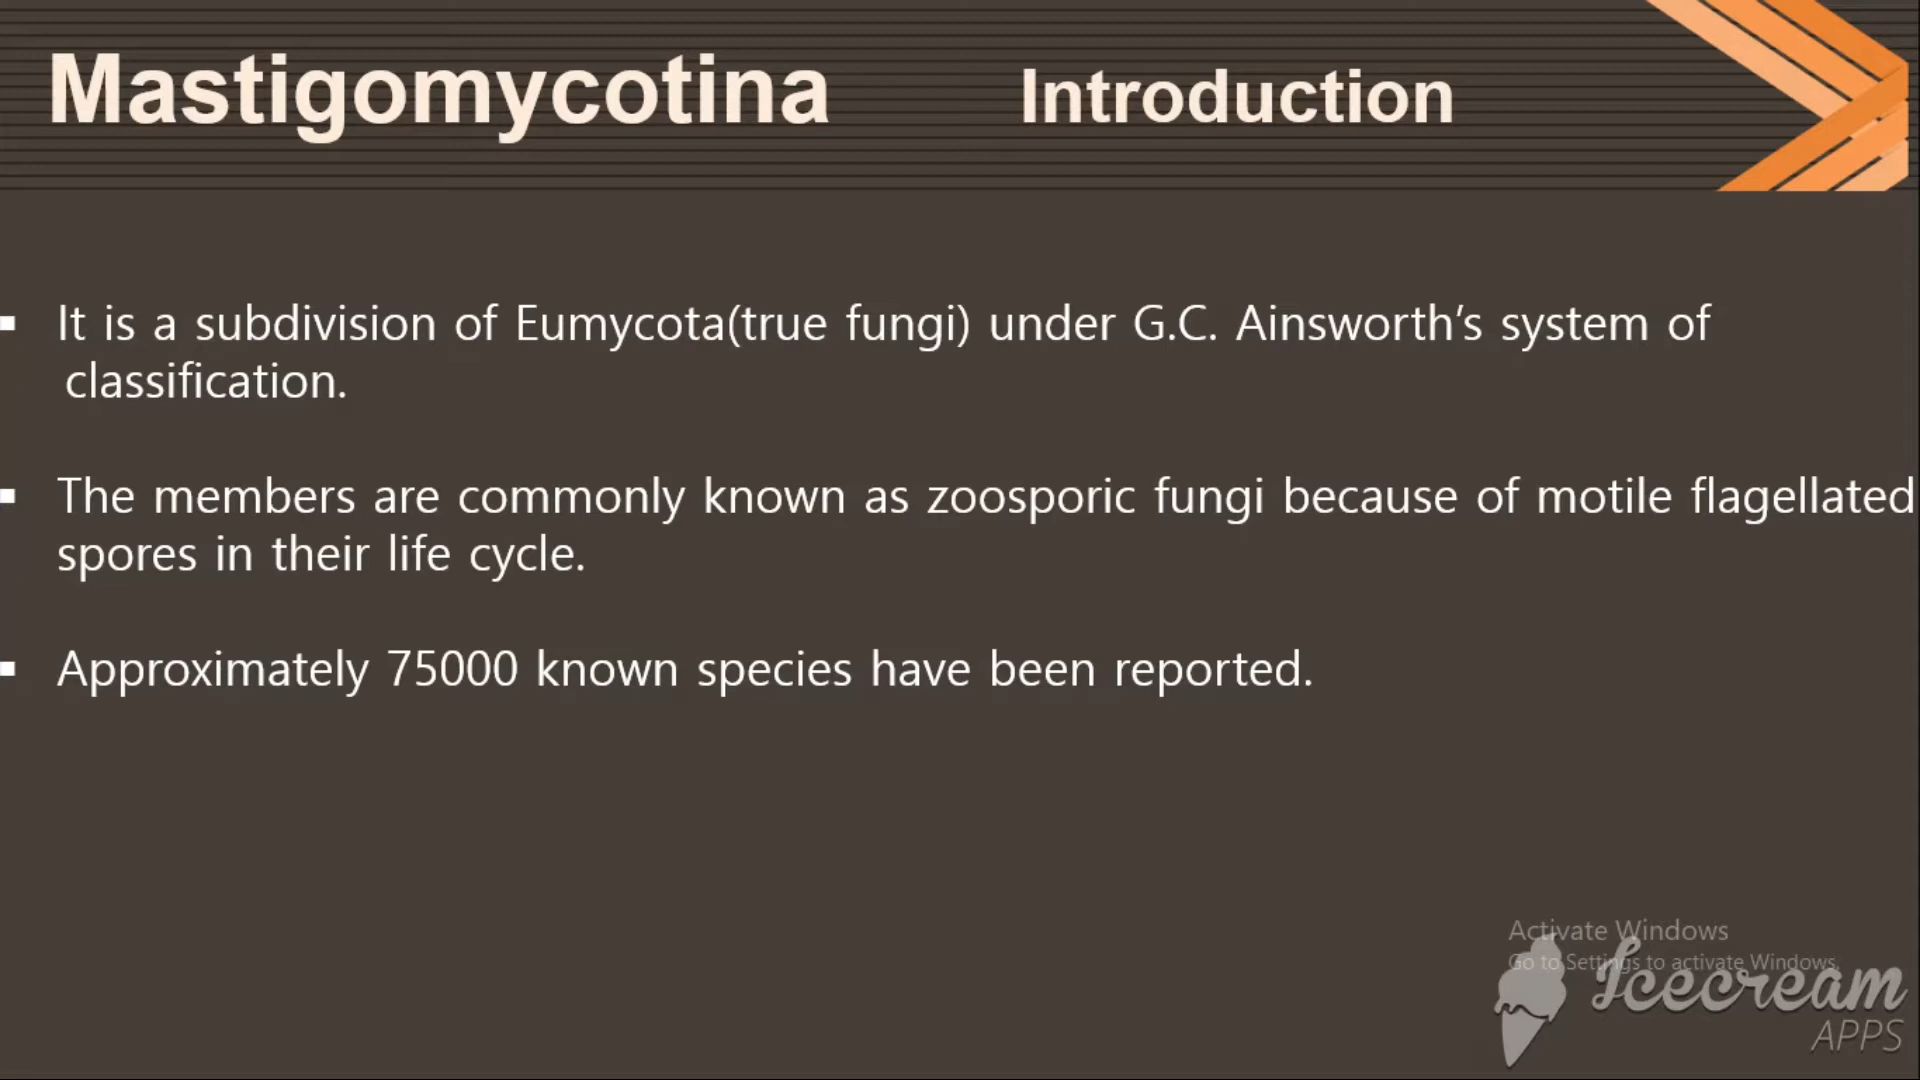 Mastigomycotina Introduction
▪ It is a subdivision of Eumycota(true fungi) under G.C. Ainsworth’s system of
classification.
▪ The members are commonly known as zoosporic fungi because of motile flagellated
spores in their life cycle.
▪ Approximately 75000 known species have been reported.
Activate Windows
Go to Settings to activate Windows.
Icecream
APPS